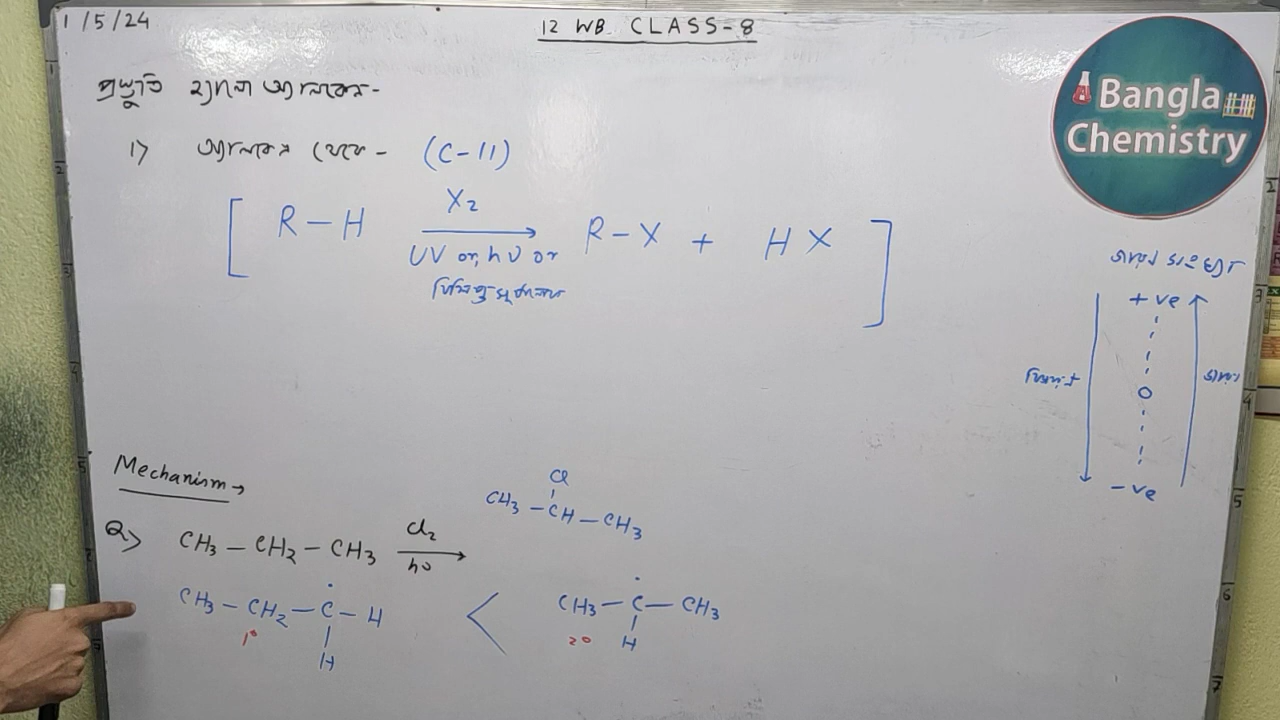 1/5/24
12 WB CLASS-8
Bangla
Chemistry
প্রস্তুতি হ্যালো অ্যালকেন-
1> অ্যালকেন থেকে- (C-11)
[ R-H X2 → UV or, hν or R-X + HX ]
+ve
O
-ve
Mechanism→
Cl
CH3-CH-CH3
Q> CH3-CH2-CH3 Cl2 → hν
CH3-CH2-Ċ-H < CH3-Ċ-CH3
1° 2°
H H